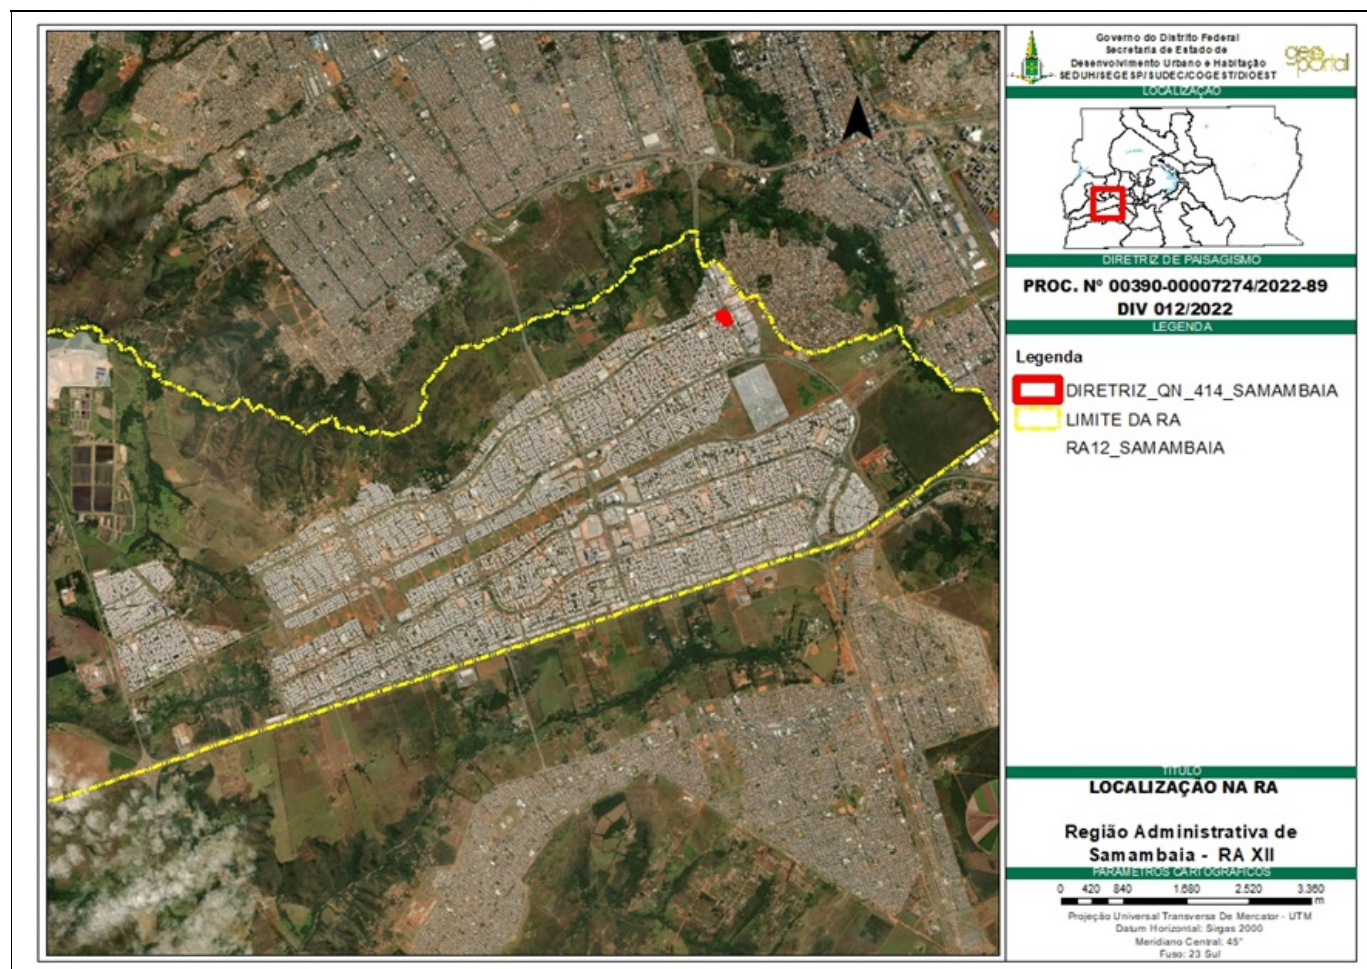 Governo do Distrito Federal
Secretaria de Estado de
Desenvolvimento Urbano e Habitação
SEDUH/SEGESP/SUDEC/COGEST/DIOEST
geo
portal
LOCALIZAÇÃO
DIRETRIZ DE PAISAGISMO
PROC. Nº 00390-00007274/2022-89
DIV 012/2022
LEGENDA
Legenda
DIRETRIZ_QN_414_SAMAMBAIA
LIMITE DA RA
RA12_SAMAMBAIA
TITULO
LOCALIZAÇÃO NA RA
Região Administrativa de
Samambaia - RA XII
PARÂMETROS CARTOGRÁFICOS
0 420 840 1.680 2.520 3.360
m
Projeção Universal Transversa De Mercator - UTM
Datum Horizontal: Sirgas 2000
Meridiano Central: 45°
Fuso: 23 Sul